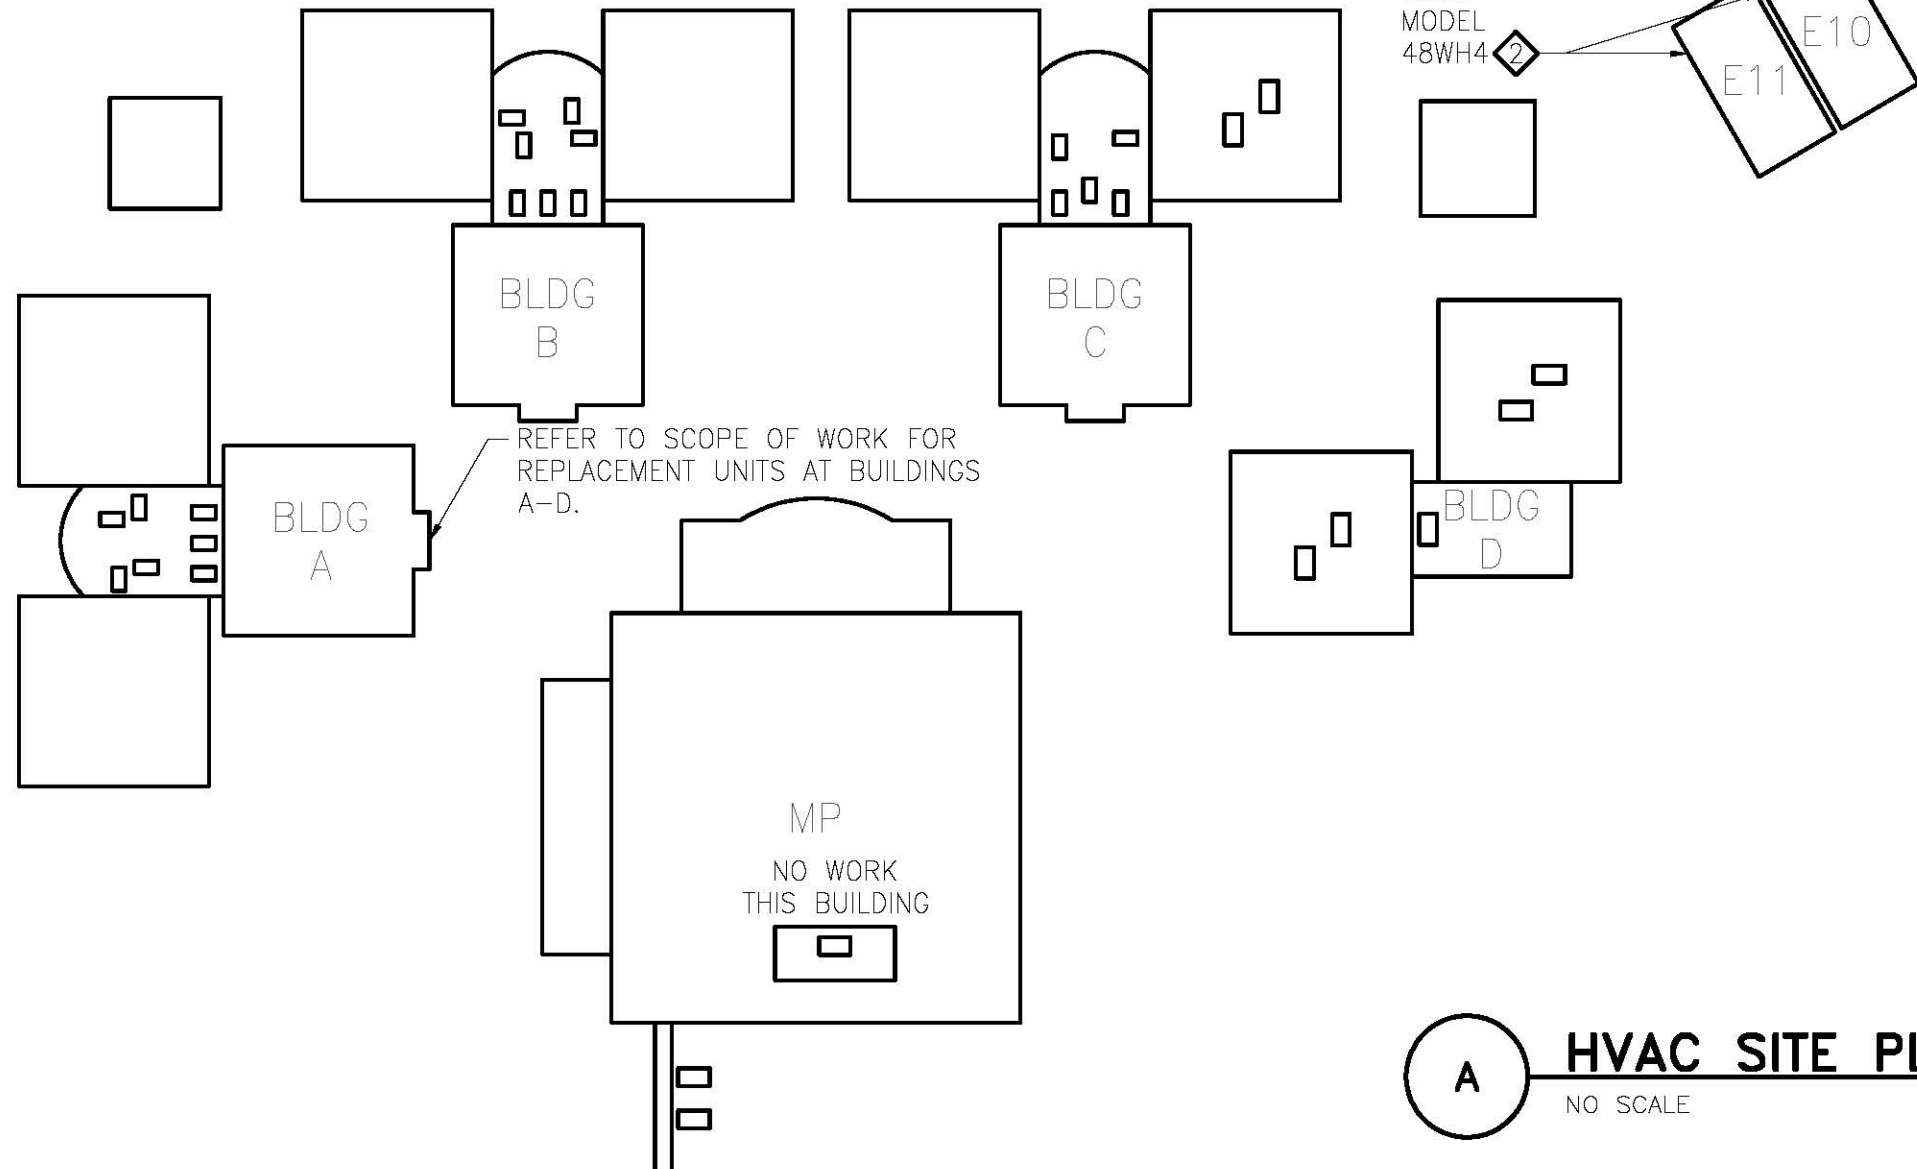 MODEL
48WH4 2
E10
E11
BLDG
B
BLDG
C
REFER TO SCOPE OF WORK FOR
REPLACEMENT UNITS AT BUILDINGS
A-D.
BLDG
A
BLDG
D
MP
NO WORK
THIS BUILDING
A
HVAC SITE PL
NO SCALE